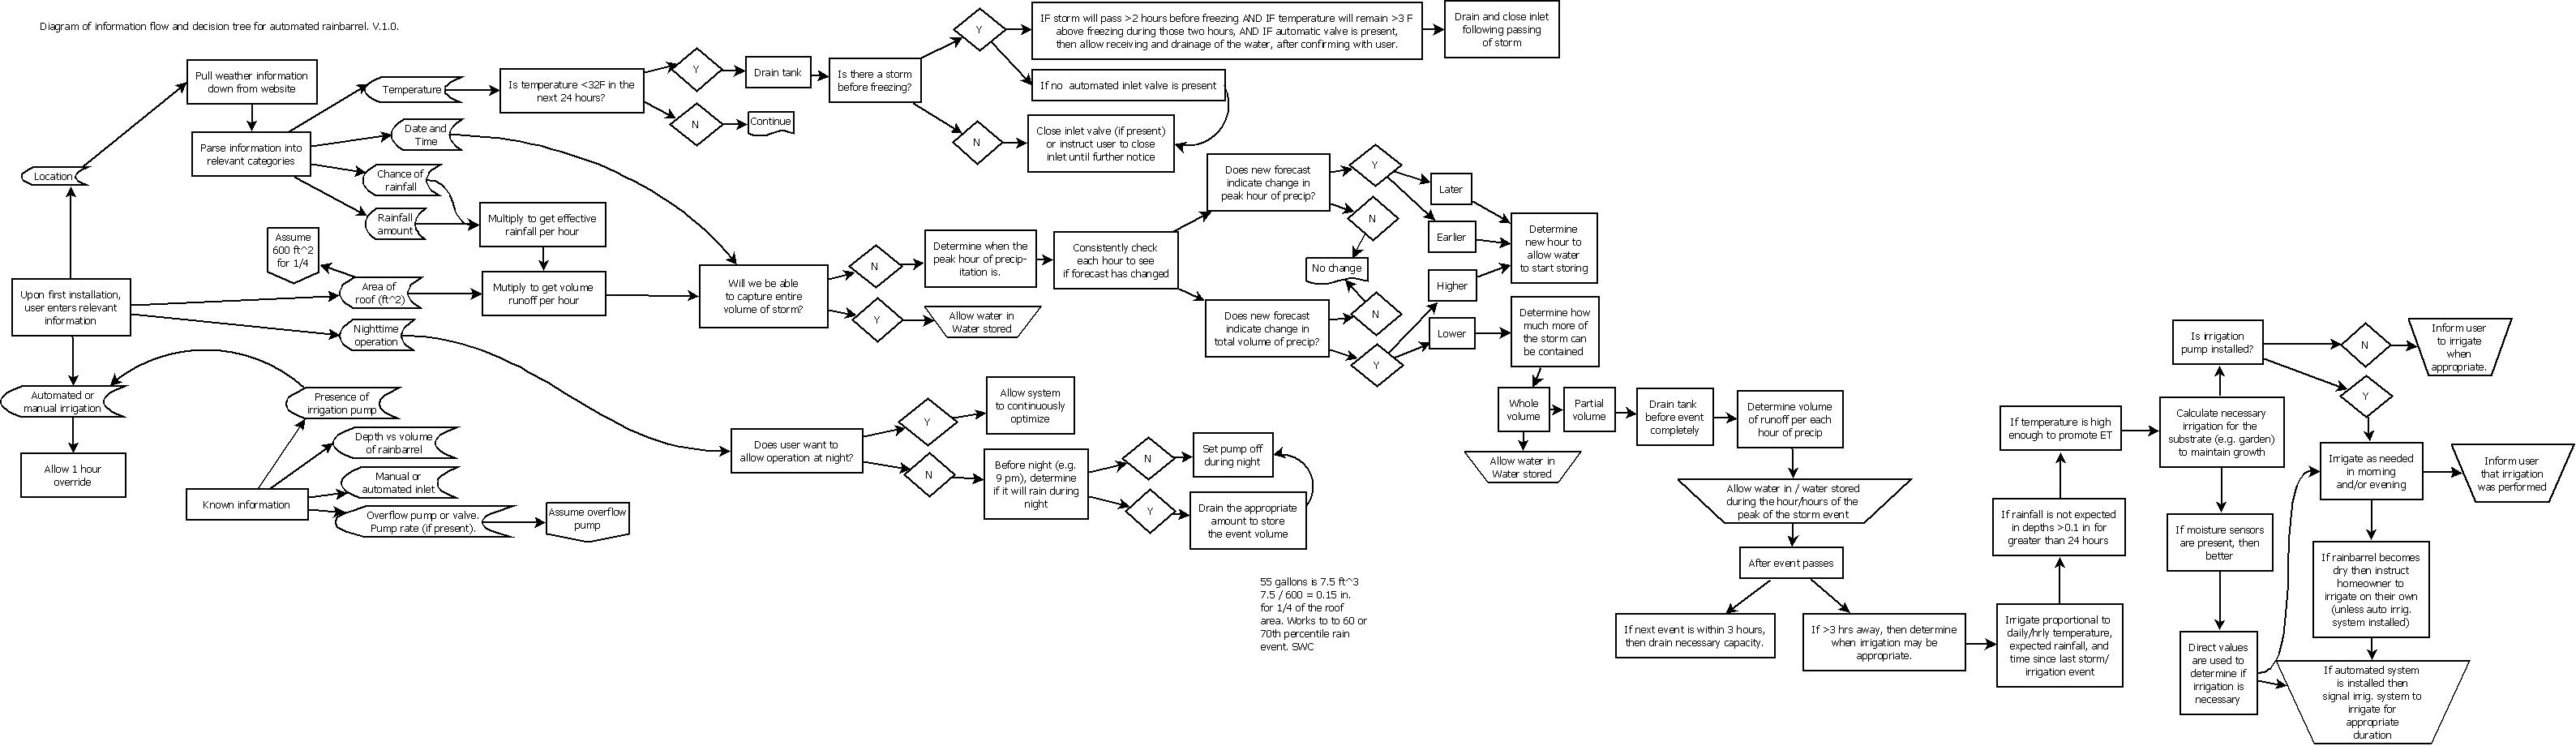 Diagram of information flow and decision tree for automated rainbarrel. V.1.0.
Pull weather information
down from website
Parse information into
relevant categories
Location
Upon first installation,
user enters relevant
information
Automated or
manual irrigation
Allow 1 hour
override
Temperature
Date and
Time
Chance of
rainfall
Rainfall
amount
Assume
600 ft^2
for 1/4
Area of
roof (ft^2)
Nighttime
operation
Presence of
irrigation pump
Depth vs volume
of rainbarrel
Manual or
automated inlet
Known information
Overflow pump or valve.
Pump rate (if present).
Assume overflow
pump
Multiply to get effective
rainfall per hour
Mutiply to get volume
runoff per hour
Is temperature <32F in the
next 24 hours?
Y
N
Drain tank
Continue
Is there a storm
before freezing?
Y
N
IF storm will pass >2 hours before freezing AND IF temperature will remain >3 F
above freezing during those two hours, AND IF automatic valve is present,
then allow receiving and drainage of the water, after confirming with user.
Drain and close inlet
following passing
of storm
If no  automated inlet valve is present
Close inlet valve (if present)
or instruct user to close
inlet until further notice
Will we be able
to capture entire
volume of storm?
N
Y
Determine when the
peak hour of precip-
itation is.
Allow water in
Water stored
Consistently check
each hour to see
if forecast has changed
Does new forecast
indicate change in
peak hour of precip?
Y
N
No change
Does new forecast
indicate change in
total volume of precip?
N
Y
Later
Earlier
Higher
Lower
Determine
new hour to
allow water
to start storing
Determine how
much more of
the storm can
be contained
Whole
volume
Partial
volume
Allow water in
Water stored
Drain tank
before event
completely
Determine volume
of runoff per each
hour of precip
Allow water in / water stored
during the hour/hours of the
peak of the storm event
After event passes
If next event is within 3 hours,
then drain necessary capacity.
If >3 hrs away, then determine
when irrigation may be
appropriate.
Does user want to
allow operation at night?
Y
N
Allow system
to continuously
optimize
Before night (e.g.
9 pm), determine
if it will rain during
night
N
Y
Set pump off
during night
Drain the appropriate
amount to store
the event volume
55 gallons is 7.5 ft^3
7.5 / 600 = 0.15 in.
for 1/4 of the roof
area. Works to to 60 or
70th percentile rain
event. SWC
Irrigate proportional to
daily/hrly temperature,
expected rainfall, and
time since last storm/
irrigation event
If rainfall is not expected
in depths >0.1 in for
greater than 24 hours
If temperature is high
enough to promote ET
Calculate necessary
irrigation for the
substrate (e.g. garden)
to maintain growth
Is irrigation
pump installed?
N
Y
Inform user
to irrigate
when
appropriate.
If moisture sensors
are present, then
better
Direct values
are used to
determine if
irrigation is
necessary
Irrigate as needed
in morning
and/or evening
Inform user
that irrigation
was performed
If rainbarrel becomes
dry then instruct
homeowner to
irrigate on their own
(unless auto irrig.
system installed)
If automated system
is installed then
signal irrig. system to
irrigate for
appropriate
duration